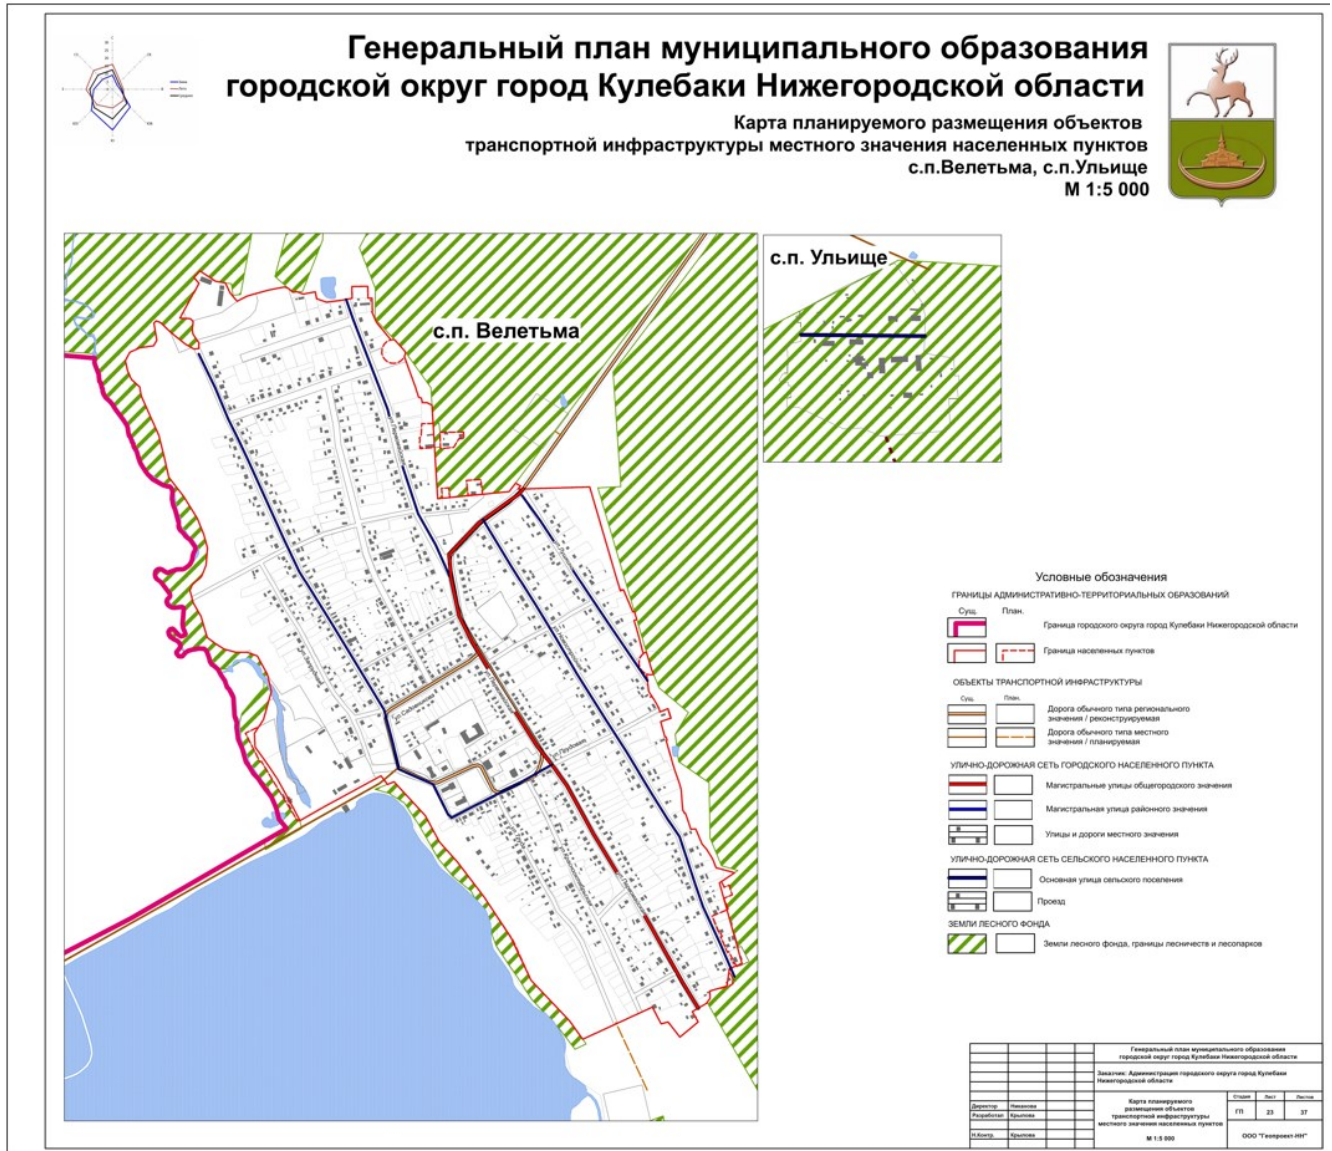 Генеральный план муниципального образования
городской округ город Кулебаки Нижегородской области
Карта планируемого размещения объектов
транспортной инфраструктуры местного значения населенных пунктов
с.п.Велетьма, с.п.Ульище
М 1:5 000
с.п. Ульище
с.п. Велетьма
ул.Садовникова
Условные обозначения
ГРАНИЦЫ АДМИНИСТРАТИВНО-ТЕРРИТОРИАЛЬНЫХ ОБРАЗОВАНИЙ
Сущ. План.
Граница городского округа город Кулебаки Нижегородской области
Граница населенных пунктов
ОБЪЕКТЫ ТРАНСПОРТНОЙ ИНФРАСТРУКТУРЫ
Сущ. План.
Дорога обычного типа регионального
значения / реконструируемая
Дорога обычного типа местного
значения / планируемая
УЛИЧНО-ДОРОЖНАЯ СЕТЬ ГОРОДСКОГО НАСЕЛЕННОГО ПУНКТА
Магистральные улицы общегородского значения
Магистральная улица районного значения
Улицы и дороги местного значения
УЛИЧНО-ДОРОЖНАЯ СЕТЬ СЕЛЬСКОГО НАСЕЛЕННОГО ПУНКТА
Основная улица сельского поселения
Проезд
ЗЕМЛИ ЛЕСНОГО ФОНДА
Земли лесного фонда, границы лесничеств и лесопарков
Генеральный план муниципального образования
городской округ город Кулебаки Нижегородской области
Заказчик: Администрация городского округа город Кулебаки
Нижегородской области
Директор
Разработал Крылова
Н.Контр. Крылова
Карта планируемого
размещения объектов
транспортной инфраструктуры
местного значения населенных пунктов
М 1:5 000
Стадия Лист Листов
ГП 23 37
ООО "Геопроект-НН"